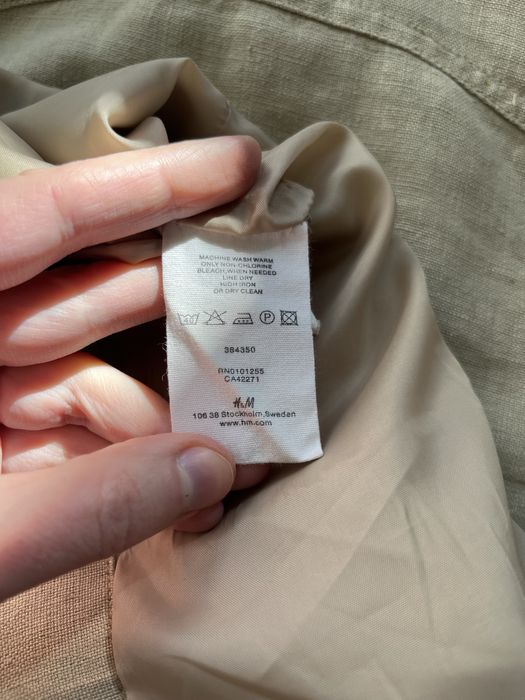 MACHINE WASH WARM
ONLY NON-CHLORINE
BLEACH,WHEN NEEDED
LINE DRY
HIGH IRON
OR DRY CLEAN
P
384350
RN0101255
CA42271
H&M
106 38 Stockholm,Sweden
www.hm.com